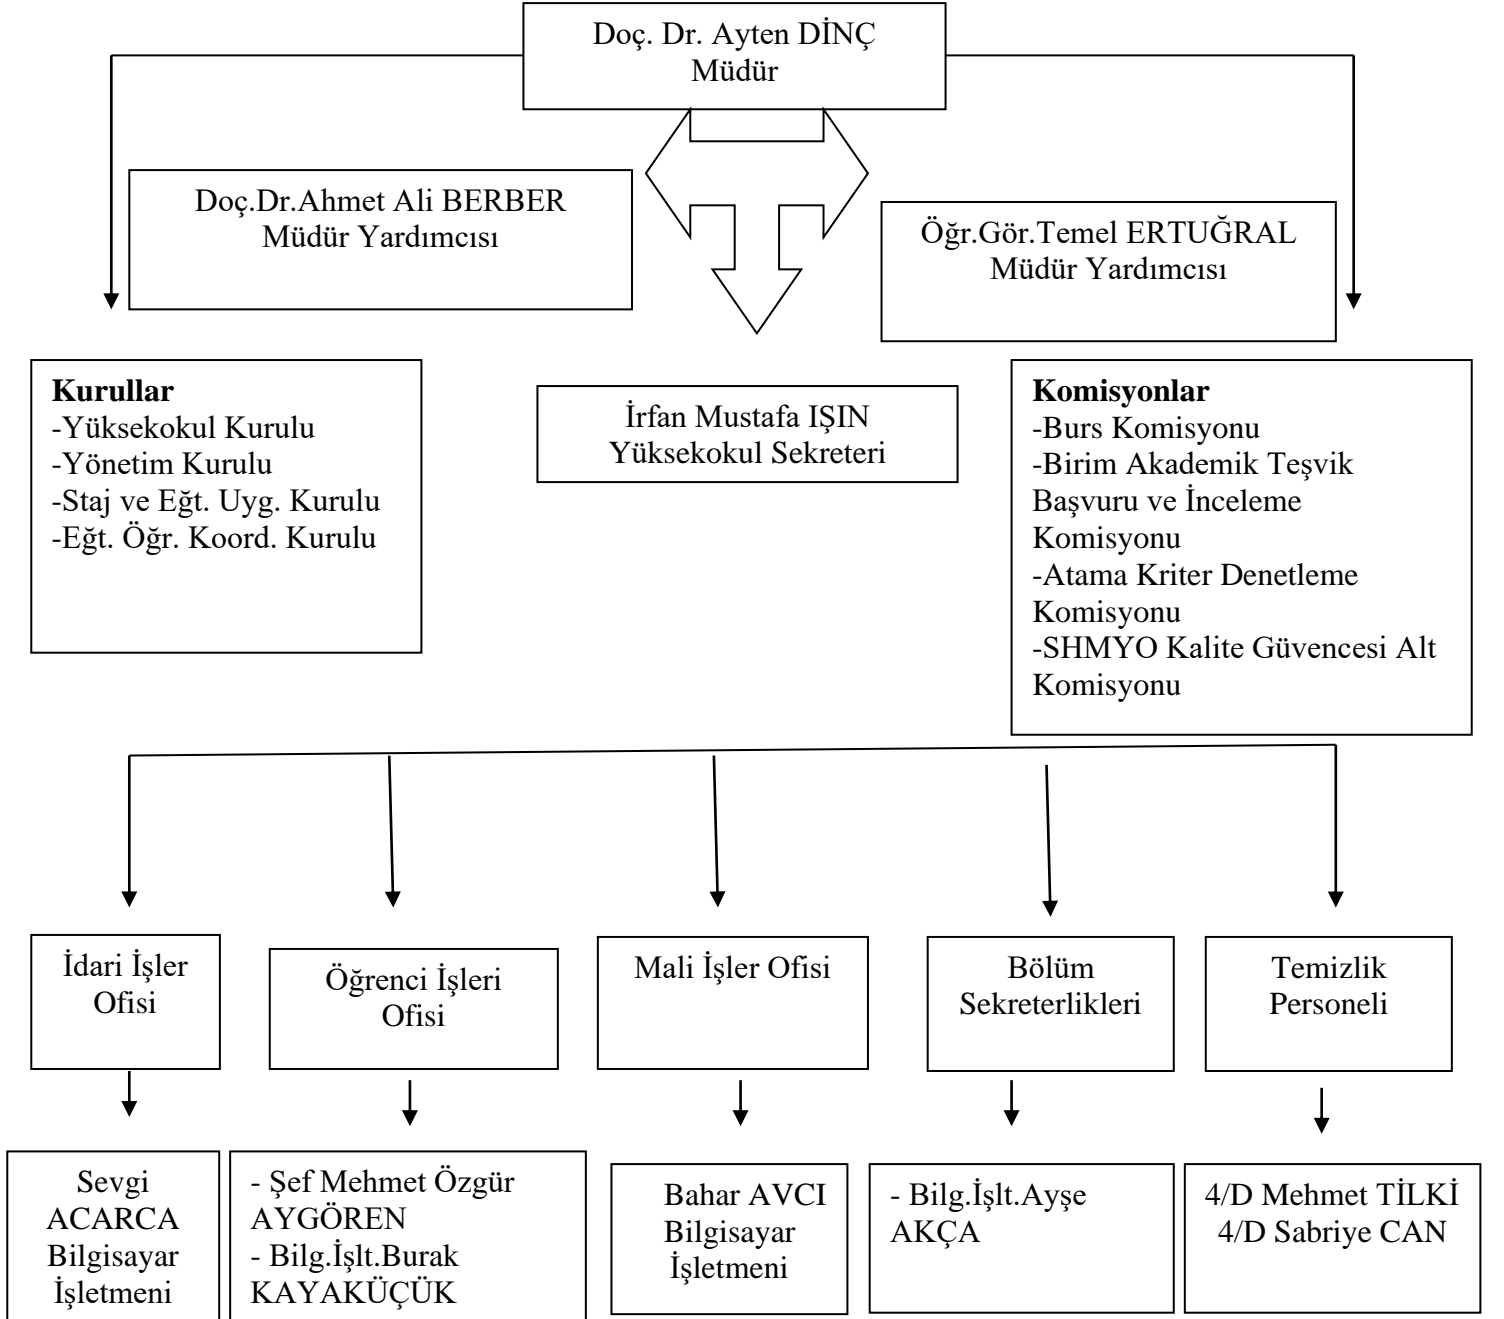 Doç. Dr. Ayten DİNÇ
Müdür
Doç.Dr.Ahmet Ali BERBER
Müdür Yardımcısı
Öğr.Gör.Temel ERTUĞRAL
Müdür Yardımcısı
Kurullar
-Yüksekokul Kurulu
-Yönetim Kurulu
-Staj ve Eğt. Uyg. Kurulu
-Eğt. Öğr. Koord. Kurulu
İrfan Mustafa IŞIN
Yüksekokul Sekreteri
Komisyonlar
-Burs Komisyonu
-Birim Akademik Teşvik
Başvuru ve İnceleme
Komisyonu
-Atama Kriter Denetleme
Komisyonu
-SHMYO Kalite Güvencesi Alt
Komisyonu
İdari İşler
Ofisi
Öğrenci İşleri
Ofisi
Mali İşler Ofisi
Bölüm
Sekreterlikleri
Temizlik
Personeli
Sevgi
ACARCA
Bilgisayar
İşletmeni
- Şef Mehmet Özgür
AYGÖREN
- Bilg.İşlt.Burak
KAYAKÜÇÜK
Bahar AVCI
Bilgisayar
İşletmeni
- Bilg.İşlt.Ayşe
AKÇA
4/D Mehmet TİLKİ
4/D Sabriye CAN